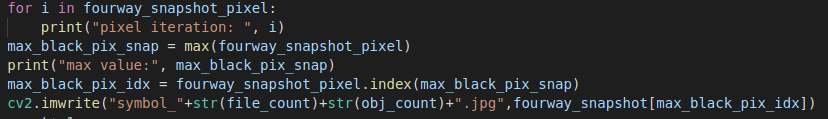 for i in fourway_snapshot_pixel:
    print("pixel iteration: ", i)
max_black_pix_snap = max(fourway_snapshot_pixel)
print("max value:", max_black_pix_snap)
max_black_pix_idx = fourway_snapshot_pixel.index(max_black_pix_snap)
cv2.imwrite("symbol_"+str(file_count)+str(obj_count)+".jpg",fourway_snapshot[max_black_pix_idx])